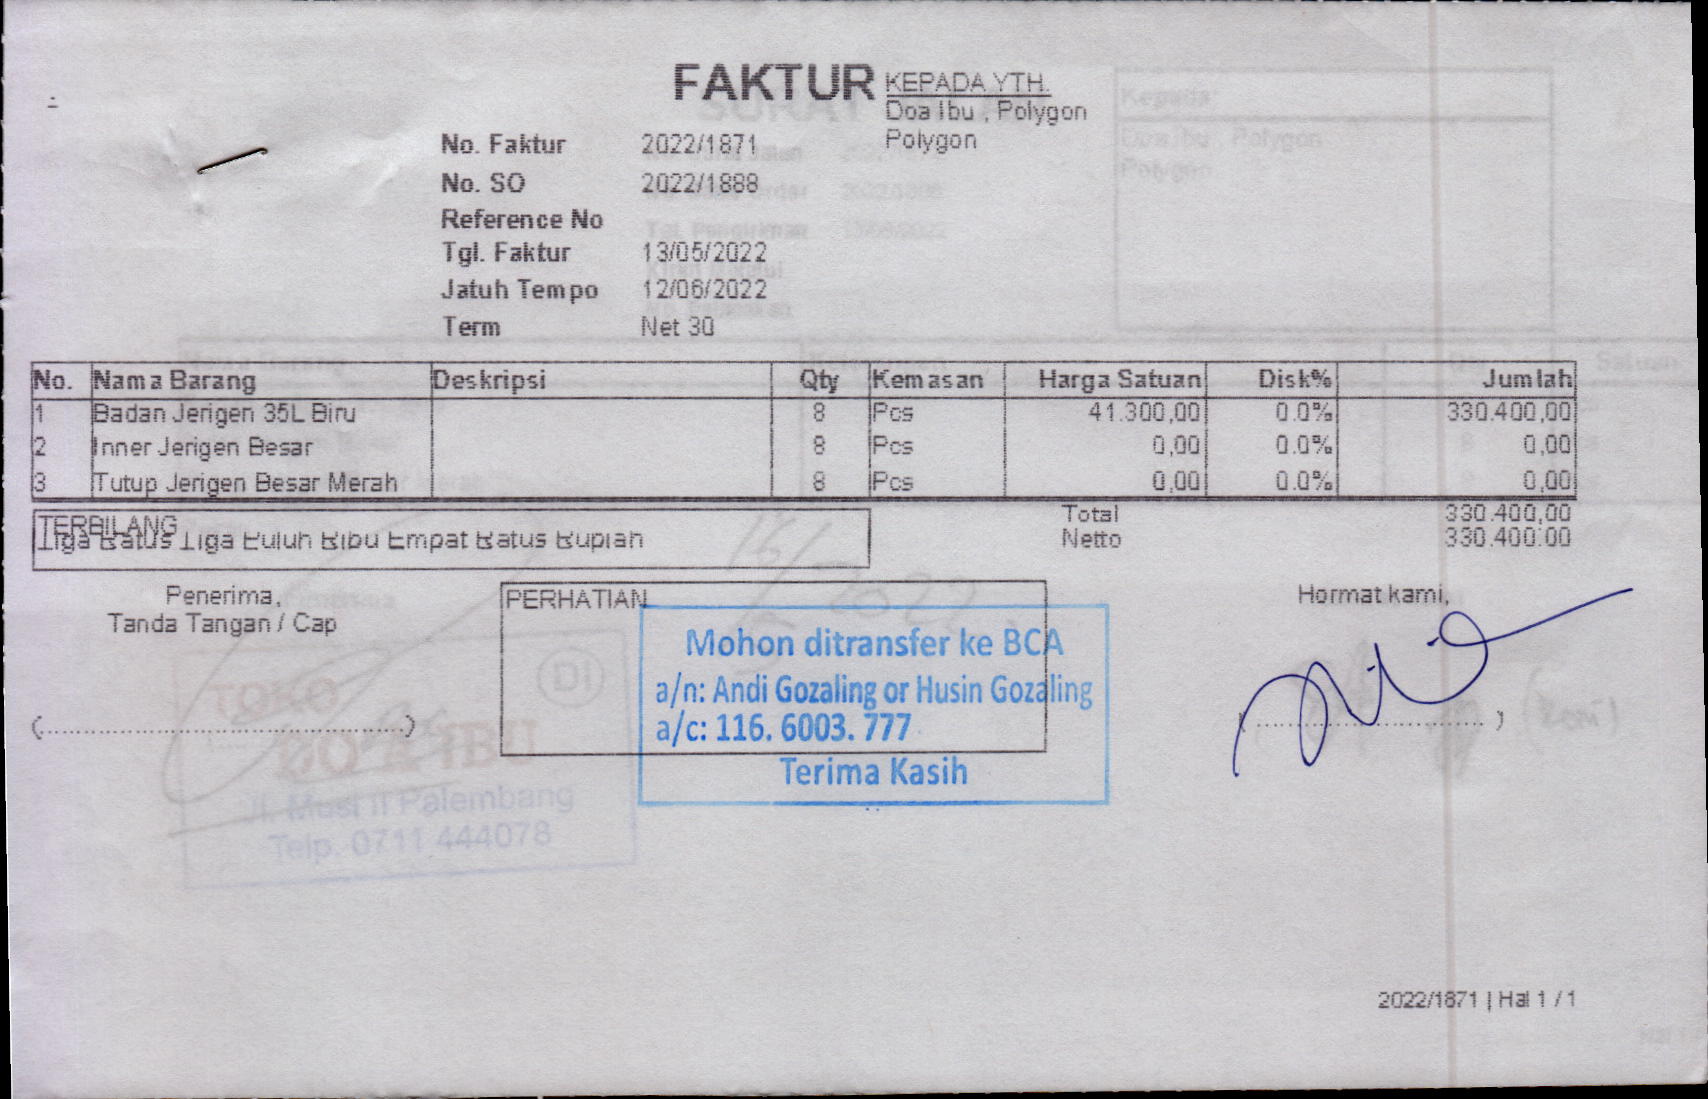 FAKTUR
KEPADA YTH.
Doa Ibu , Polygon
Polygon
No. Faktur 2022/1871
No. SO 2022/1888
Reference No
Tgl. Faktur 13/05/2022
Jatuh Tempo 12/06/2022
Term Net 30
No. Nama Barang Deskripsi Qty Kemasan Harga Satuan Disk% Jumlah
1 Badan Jerigen 35L Biru 8 Pcs 41.300,00 0.0% 330.400,00
2 Inner Jerigen Besar 8 Pcs 0,00 0.0% 0,00
3 Tutup Jerigen Besar Merah 8 Pcs 0,00 0.0% 0,00
TERBILANG
Tiga Ratus Tiga Puluh Ribu Empat Ratus Rupiah
Total 330.400,00
Netto 330.400.00
Penerima,
Tanda Tangan / Cap
(......................................................)
PERHATIAN
Mohon ditransfer ke BCA
a/n: Andi Gozaling or Husin Gozaling
a/c: 116. 6003. 777
Terima Kasih
Hormat kami,
TOKO
DOA IBU
DI
Jl. Musi II Palembang
Telp. 0711 444078
2022/1871 | Hal 1 / 1